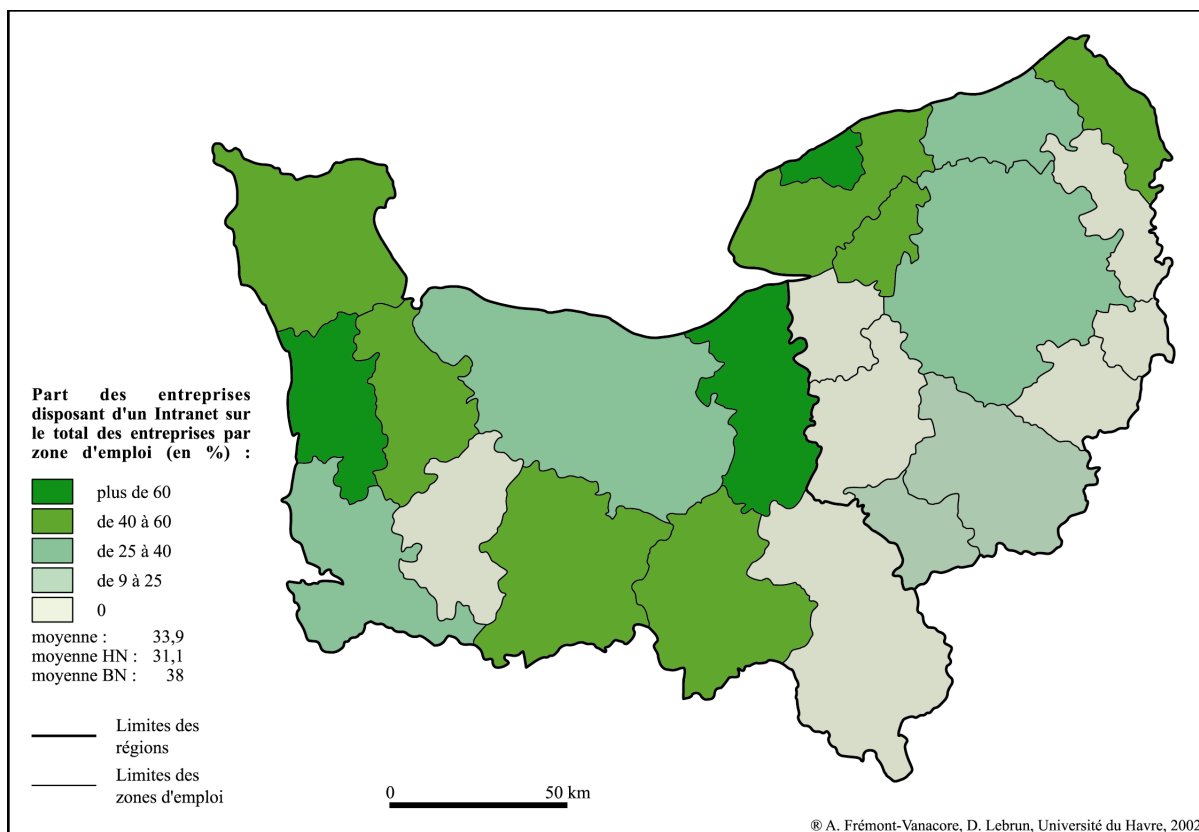 Part des entreprises
disposant d'un Intranet sur
le total des entreprises par
zone d'emploi (en %) :
plus de 60
de 40 à 60
de 25 à 40
de 9 à 25
0
moyenne : 33,9
moyenne HN : 31,1
moyenne BN : 38
Limites des
régions
Limites des
zones d'emploi
0 50 km
® A. Frémont-Vanacore, D. Lebrun, Université du Havre, 2002